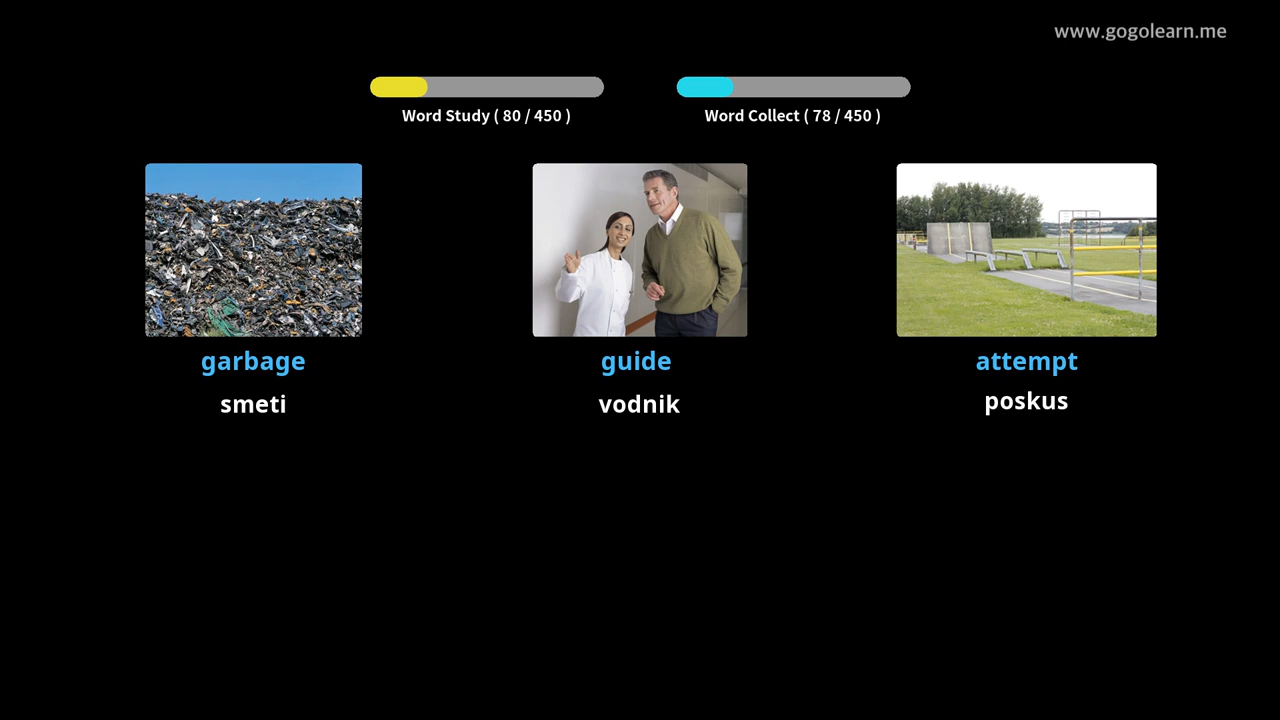 www.gogolearn.me
Word Study ( 80 / 450 )
Word Collect ( 78 / 450 )
garbage
guide
attempt
smeti
vodnik
poskus